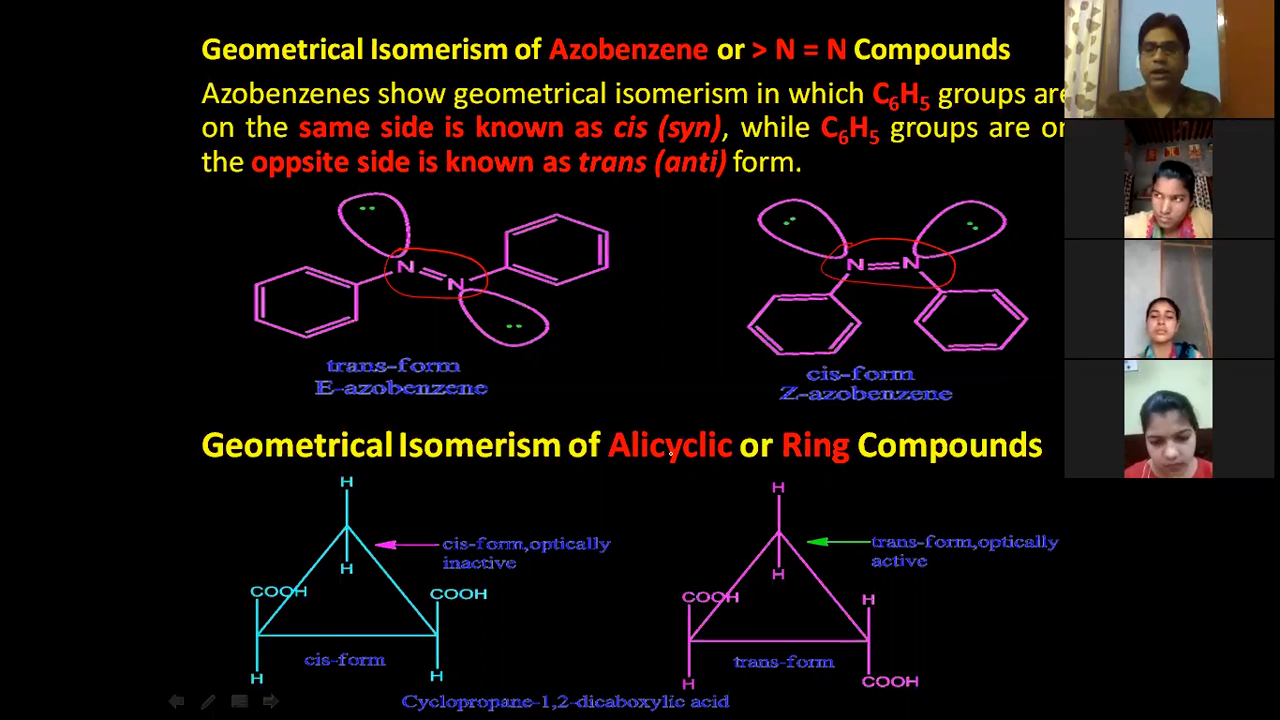 Geometrical Isomerism of Azobenzene or > N = N Compounds
Azobenzenes show geometrical isomerism in which C₆H₅ groups are
on the same side is known as cis (syn), while C₆H₅ groups are or
the oppsite side is known as trans (anti) form.
N N
N N
trans-form
E-azobenzene
cis-form
Z-azobenzene
Geometrical Isomerism of Alicyclic or Ring Compounds
H
cis-form,optically
inactive
H
COOH COOH
cis-form
H H
H
trans-form,optically
active
H
COOH H
trans-form
H COOH
Cyclopropane-1,2-dicaboxylic acid